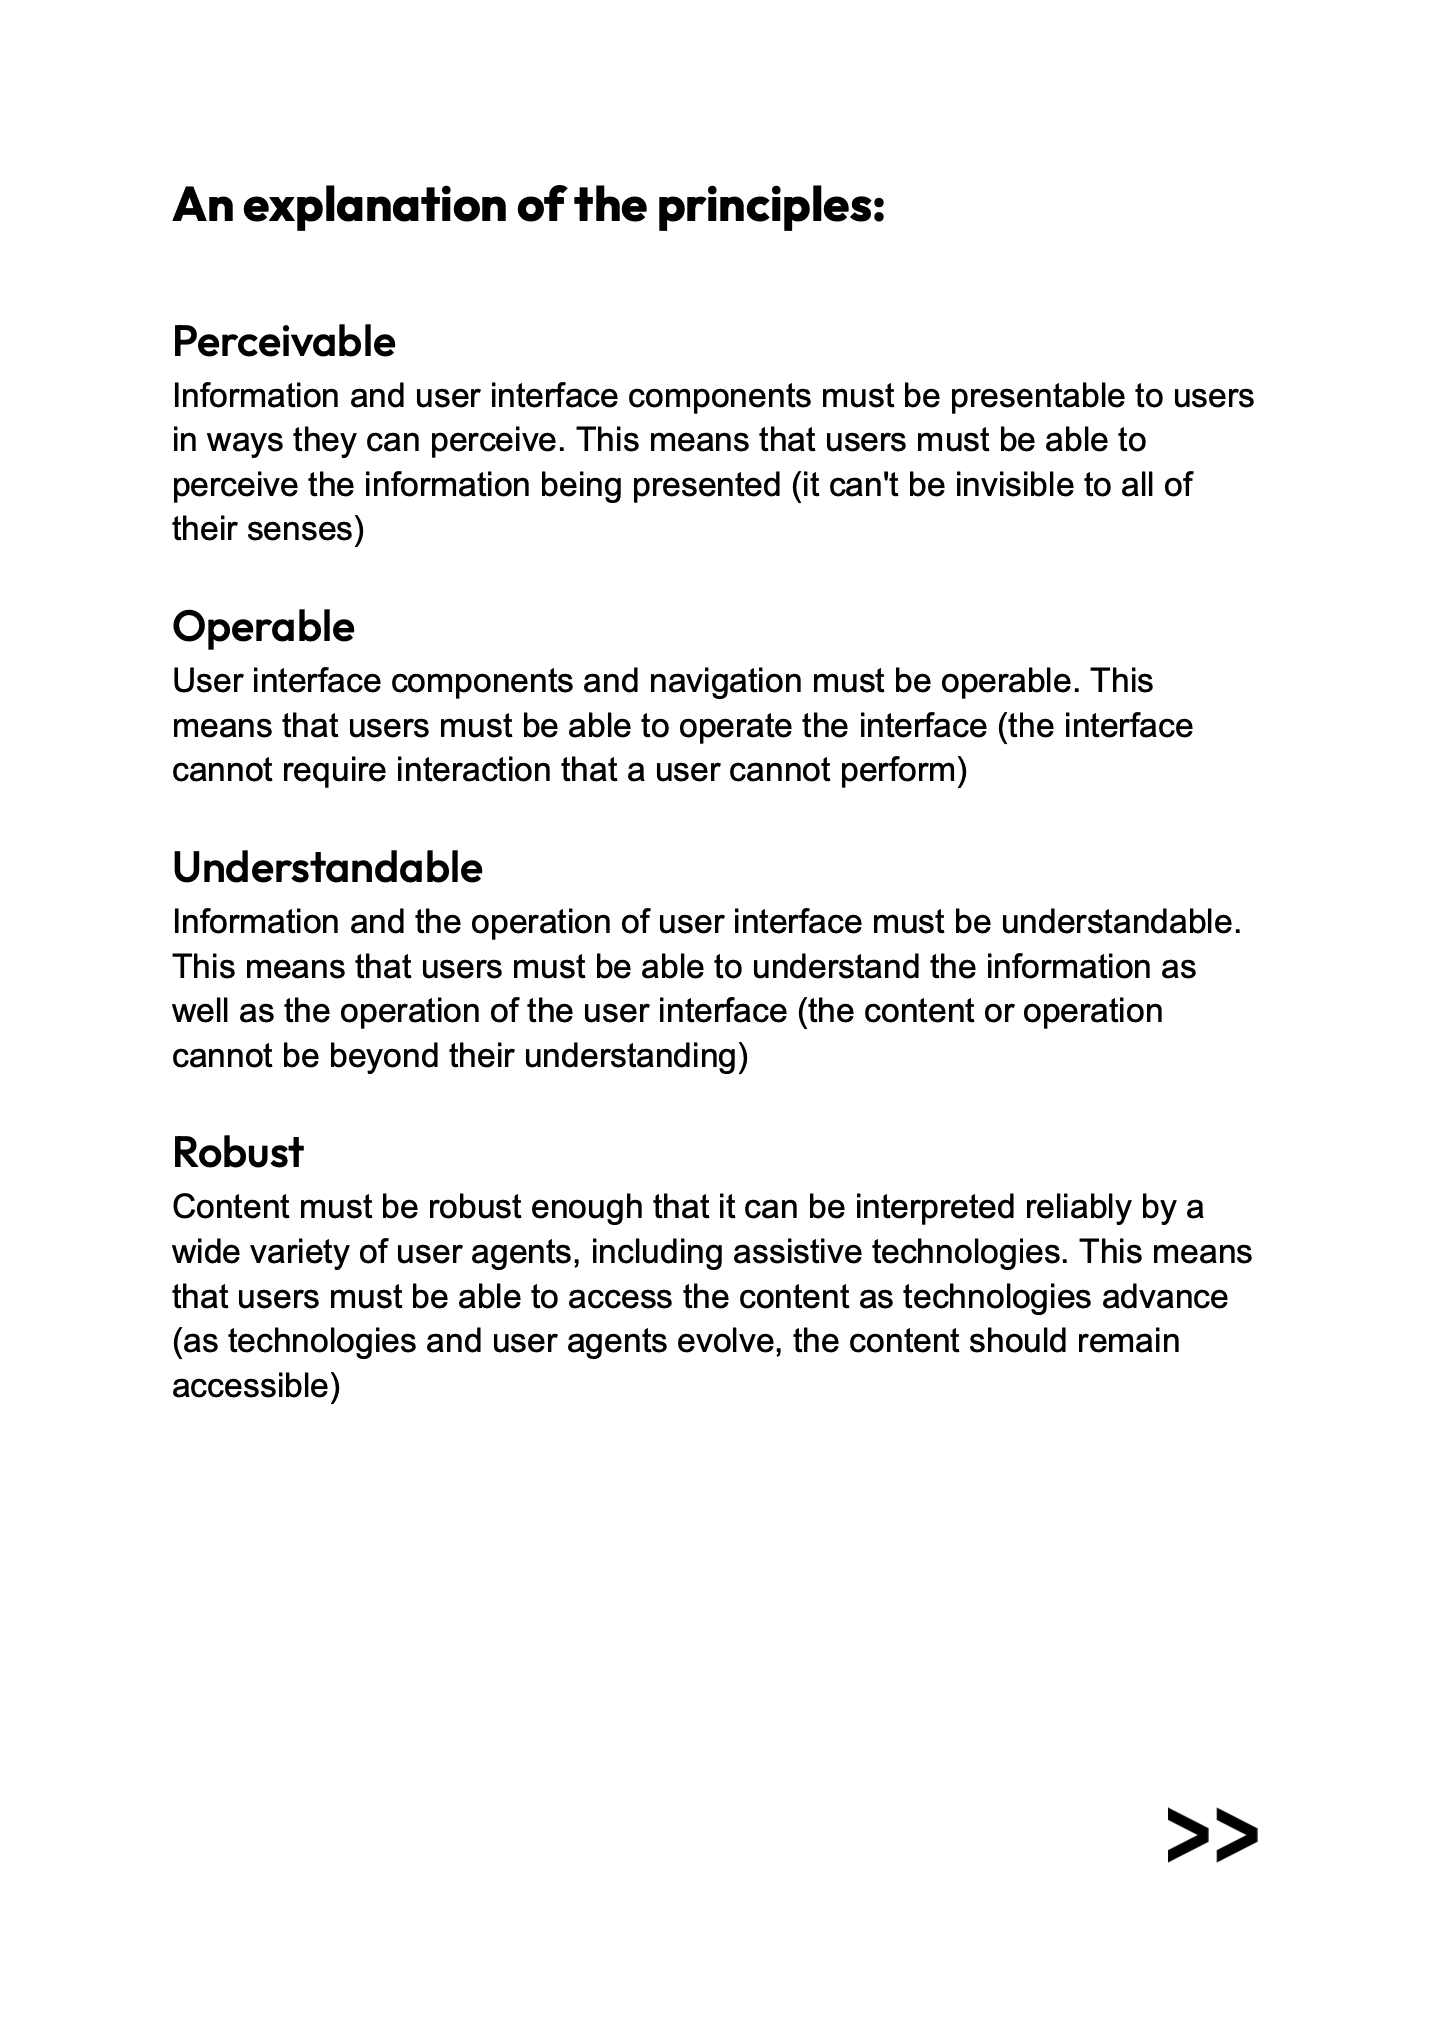 An explanation of the principles:
Perceivable
Information and user interface components must be presentable to users
in ways they can perceive. This means that users must be able to
perceive the information being presented (it can't be invisible to all of
their senses)
Operable
User interface components and navigation must be operable. This
means that users must be able to operate the interface (the interface
cannot require interaction that a user cannot perform)
Understandable
Information and the operation of user interface must be understandable.
This means that users must be able to understand the information as
well as the operation of the user interface (the content or operation
cannot be beyond their understanding)
Robust
Content must be robust enough that it can be interpreted reliably by a
wide variety of user agents, including assistive technologies. This means
that users must be able to access the content as technologies advance
(as technologies and user agents evolve, the content should remain
accessible)
>>